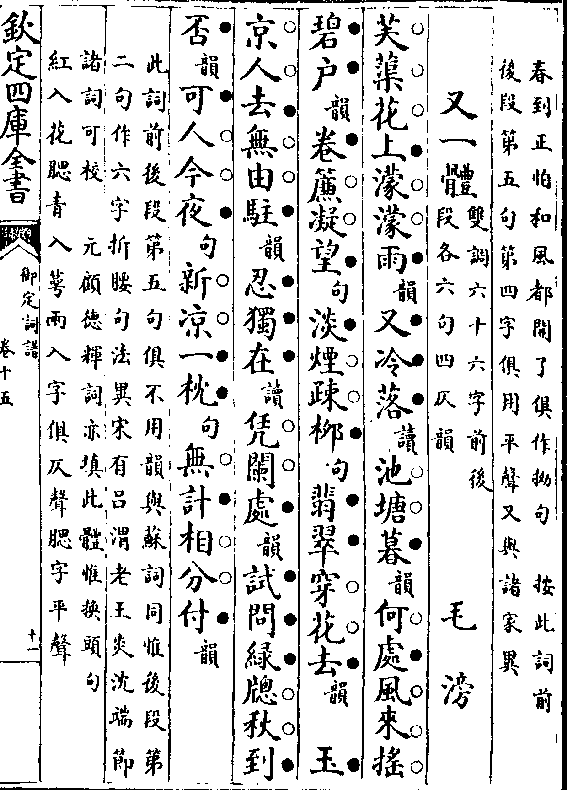 春到正怕和風都開了俱作拗句　按此詞前
後段第五句第四字俱用平聲又與諸家異
又一體 雙調六十六字前後段各六句四仄韻 毛滂
芙蕖花上濛濛雨韻又冷落讀池塘暮韻何處風來搖
碧户韻卷簾凝望句淡煙疎柳句翡翠穿花去韻　玉
京人去無由駐韻忍獨在讀凭闌處韻試問緑牕秋到
否韻可人今夜句新凉一枕句無計相分付韻
此詞前後段第五句俱不用韻與蘇詞同惟後段第
二句作六字折腰句法異宋有吕渭老王炎沈端節
諸詞可校　元顧德輝詞亦填此體惟換頭句
紅入花腮青入萼兩入字俱仄聲腮字平聲
欽定四庫全書
御定詞譜
卷十五
十一